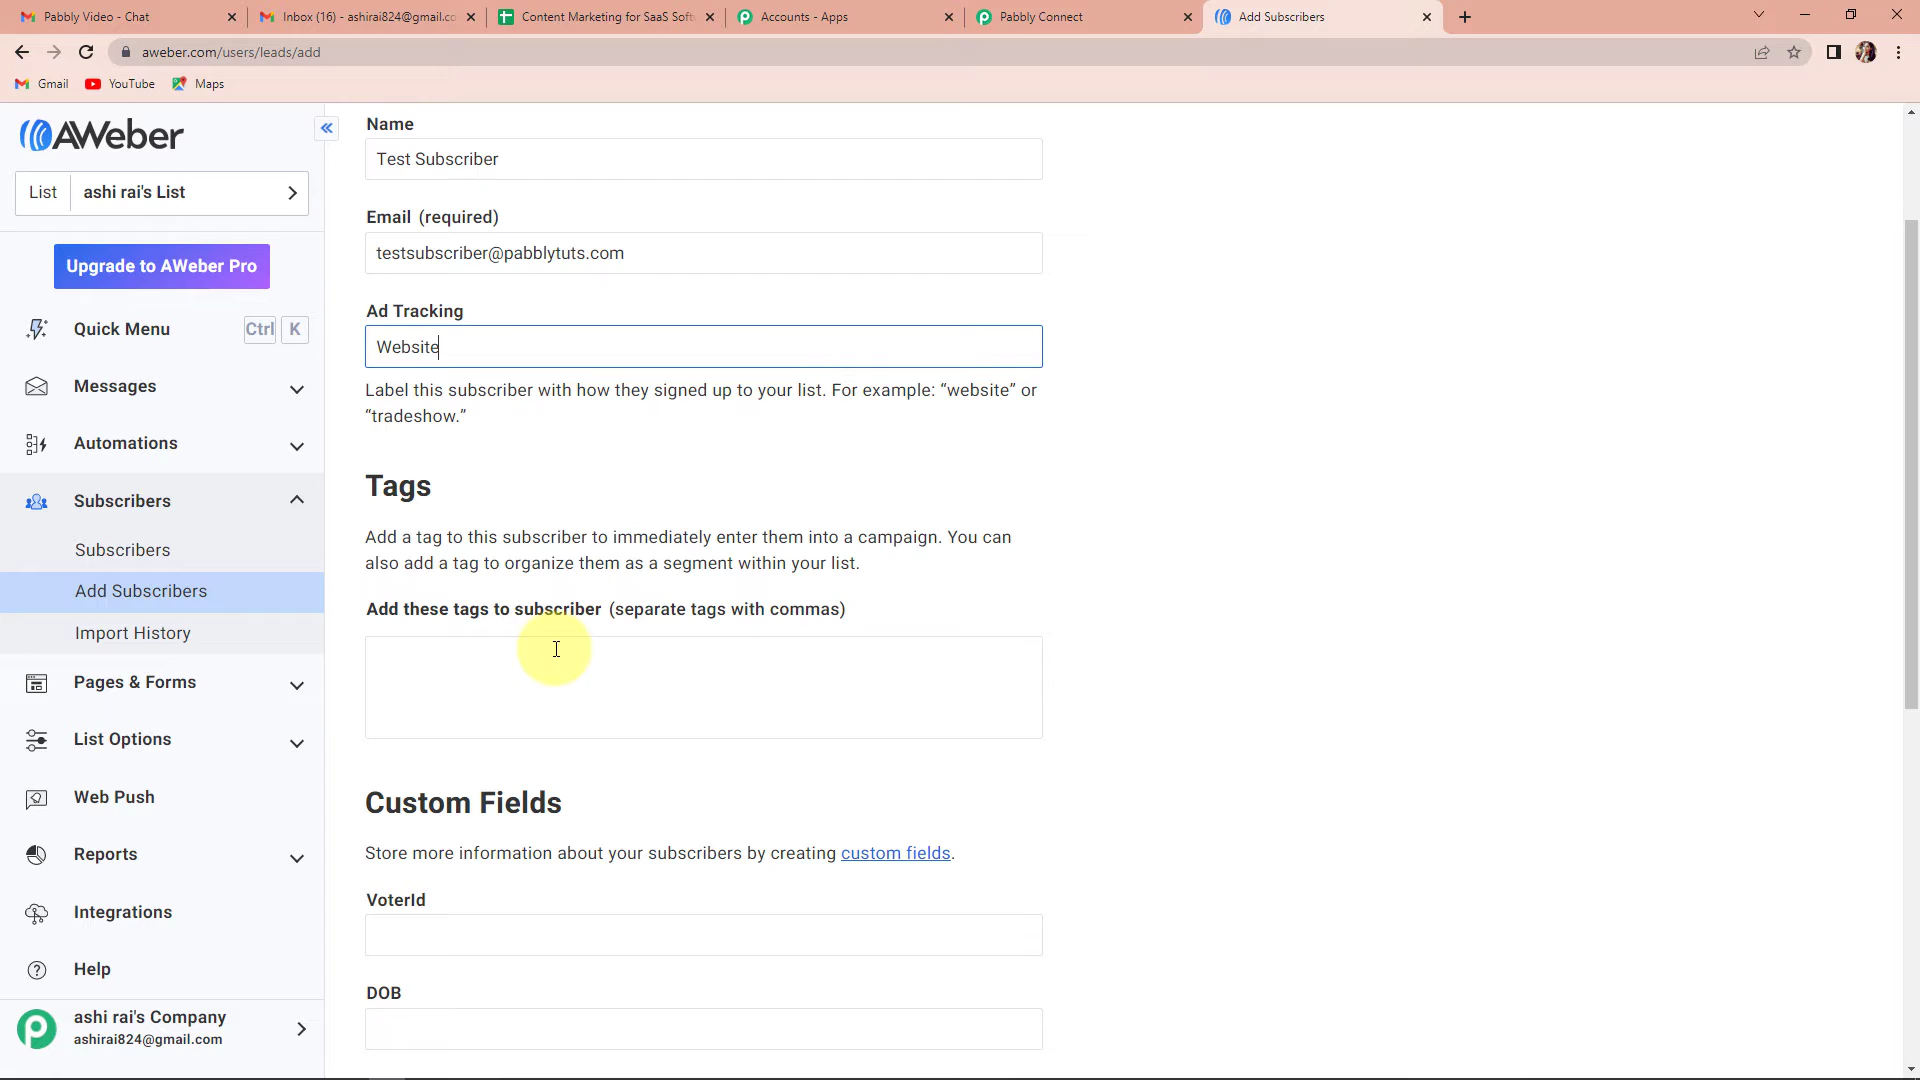 Pabbly Video - Chat
Inbox (16) - ashirai824@gmail.co
Content Marketing for SaaS Soft
Accounts - Apps
Pabbly Connect
Add Subscribers
aweber.com/users/leads/add
Gmail
YouTube
Maps
AWeber
List
ashi rai's List
Upgrade to AWeber Pro
Quick Menu
Ctrl
K
Messages
Automations
Subscribers
Subscribers
Add Subscribers
Import History
Pages & Forms
List Options
Web Push
Reports
Integrations
Help
ashi rai's Company
ashirai824@gmail.com
Name
Test Subscriber
Email (required)
testsubscriber@pabblytuts.com
Ad Tracking
Website
Label this subscriber with how they signed up to your list. For example: “website” or
“tradeshow.”
Tags
Add a tag to this subscriber to immediately enter them into a campaign. You can
also add a tag to organize them as a segment within your list.
Add these tags to subscriber (separate tags with commas)
Custom Fields
Store more information about your subscribers by creating custom fields.
VoterId
DOB